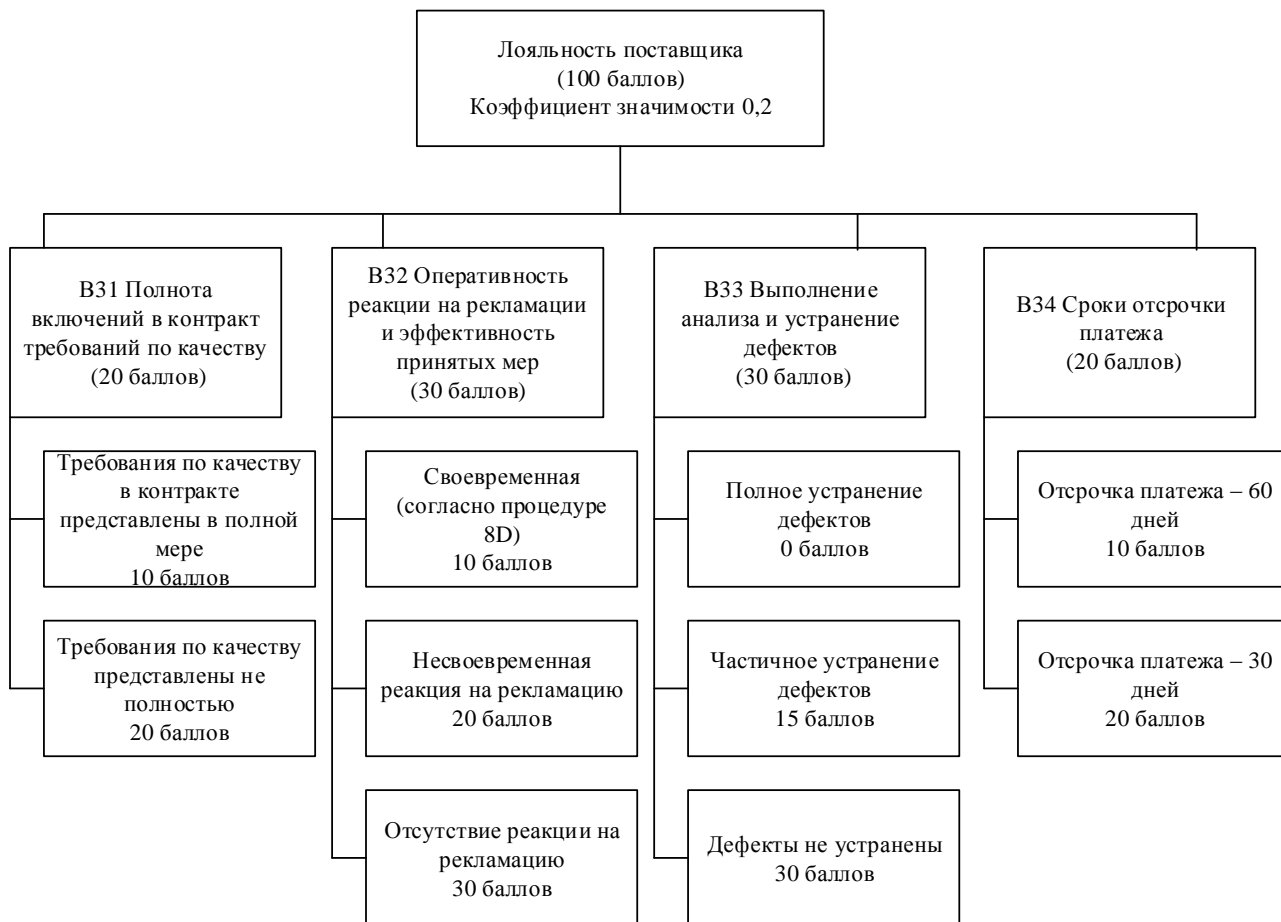 Лояльность поставщика
(100 баллов)
Коэффициент значимости 0,2
В31 Полнота
включений в контракт
требований по качеству
(20 баллов)
В32 Оперативность
реакции на рекламации
и эффективность
принятых мер
(30 баллов)
В33 Выполнение
анализа и устранение
дефектов
(30 баллов)
В34 Сроки отсрочки
платежа
(20 баллов)
Требования по качеству
в контракте
представлены в полной
мере
10 баллов
Своевременная
(согласно процедуре
8D)
10 баллов
Полное устранение
дефектов
0 баллов
Отсрочка платежа – 60
дней
10 баллов
Требования по качеству
представлены не
полностью
20 баллов
Несвоевременная
реакция на рекламацию
20 баллов
Частичное устранение
дефектов
15 баллов
Отсрочка платежа – 30
дней
20 баллов
Отсутствие реакции на
рекламацию
30 баллов
Дефекты не устранены
30 баллов